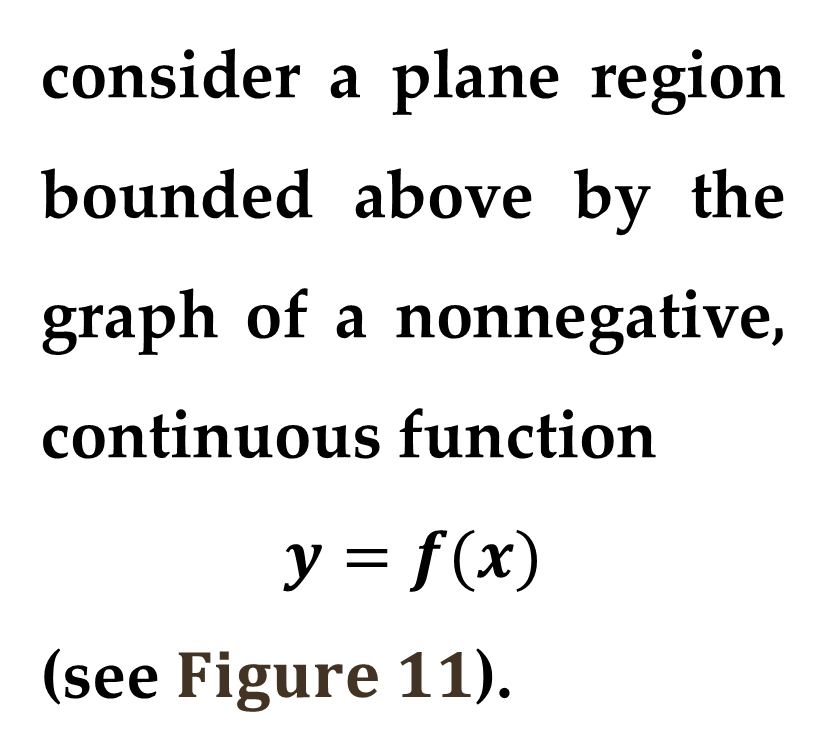 consider a plane region
bounded above by the
graph of a nonnegative,
continuous function
y = f(x)
(see Figure 11).